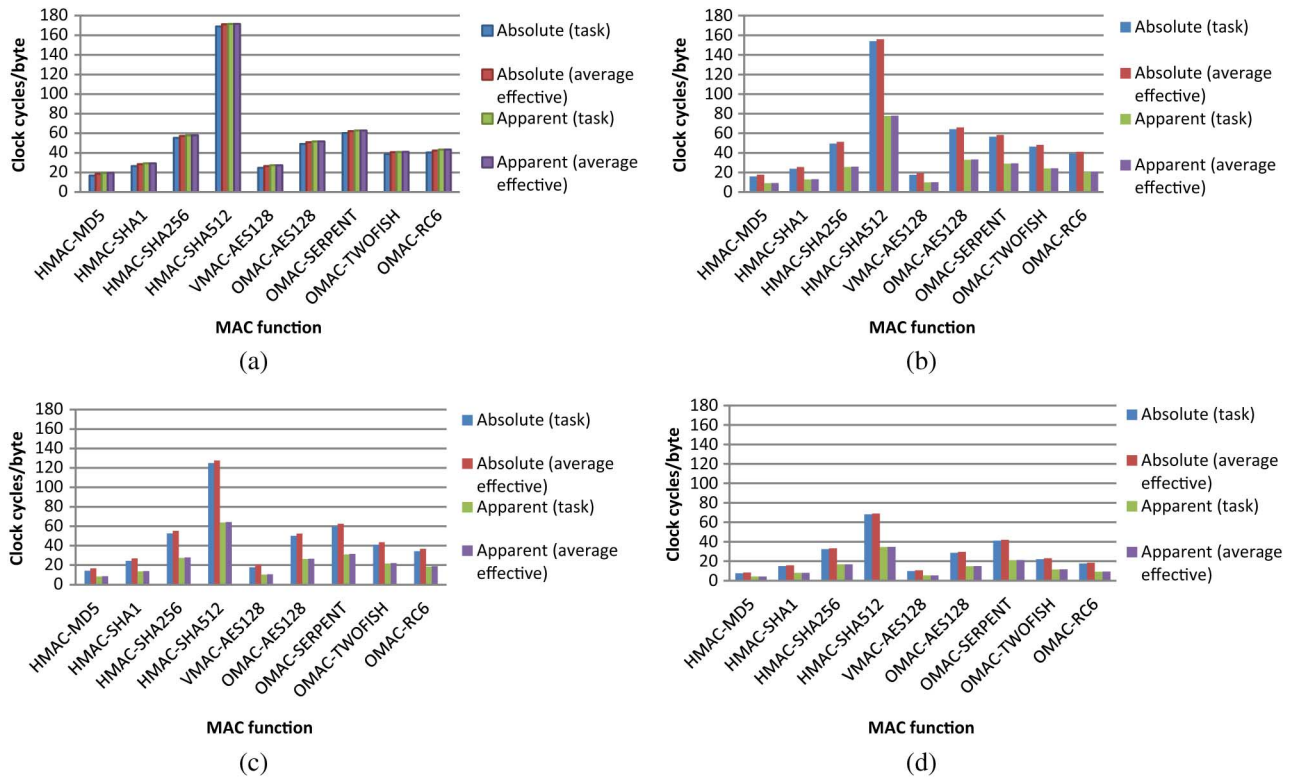 180
160
140
120
100
80
60
40
20
0
Clock cycles/byte
HMAC-MD5
HMAC-SHA1
HMAC-SHA256
HMAC-SHA512
VMAC-AES128
OMAC-AES128
OMAC-SERPENT
OMAC-TWOFISH
OMAC-RC6
MAC function
Absolute (task)
Absolute (average
effective)
Apparent (task)
Apparent (average
effective)
(a)
180
160
140
120
100
80
60
40
20
0
Clock cycles/byte
HMAC-MD5
HMAC-SHA1
HMAC-SHA256
HMAC-SHA512
VMAC-AES128
OMAC-AES128
OMAC-SERPENT
OMAC-TWOFISH
OMAC-RC6
MAC function
Absolute (task)
Absolute (average
effective)
Apparent (task)
Apparent (average
effective)
(b)
180
160
140
120
100
80
60
40
20
0
Clock cycles/byte
HMAC-MD5
HMAC-SHA1
HMAC-SHA256
HMAC-SHA512
VMAC-AES128
OMAC-AES128
OMAC-SERPENT
OMAC-TWOFISH
OMAC-RC6
MAC function
Absolute (task)
Absolute (average
effective)
Apparent (task)
Apparent (average
effective)
(c)
180
160
140
120
100
80
60
40
20
0
Clock cycles/byte
HMAC-MD5
HMAC-SHA1
HMAC-SHA256
HMAC-SHA512
VMAC-AES128
OMAC-AES128
OMAC-SERPENT
OMAC-TWOFISH
OMAC-RC6
MAC function
Absolute (task)
Absolute (average
effective)
Apparent (task)
Apparent (average
effective)
(d)